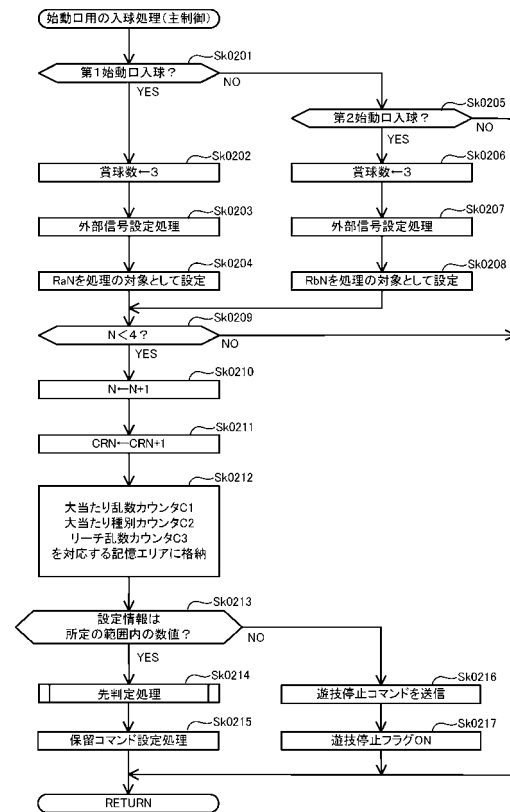 始動口用の入球処理(主制御)
Sk0201
第1始動口入球?
YES
NO
Sk0205
第2始動口入球?
YES
NO
Sk0202
賞球数←3
Sk0206
賞球数←3
Sk0203
外部信号設定処理
Sk0207
外部信号設定処理
Sk0204
RaNを処理の対象として設定
Sk0208
RbNを処理の対象として設定
Sk0209
N<4?
YES
NO
Sk0210
N←N+1
Sk0211
CRN←CRN+1
Sk0212
大当たり乱数カウンタC1
大当たり種別カウンタC2
リーチ乱数カウンタC3
を対応する記憶エリアに格納
Sk0213
設定情報は
所定の範囲内の数値?
YES
NO
Sk0214
先判定処理
Sk0216
遊技停止コマンドを送信
Sk0215
保留コマンド設定処理
Sk0217
遊技停止フラグON
RETURN